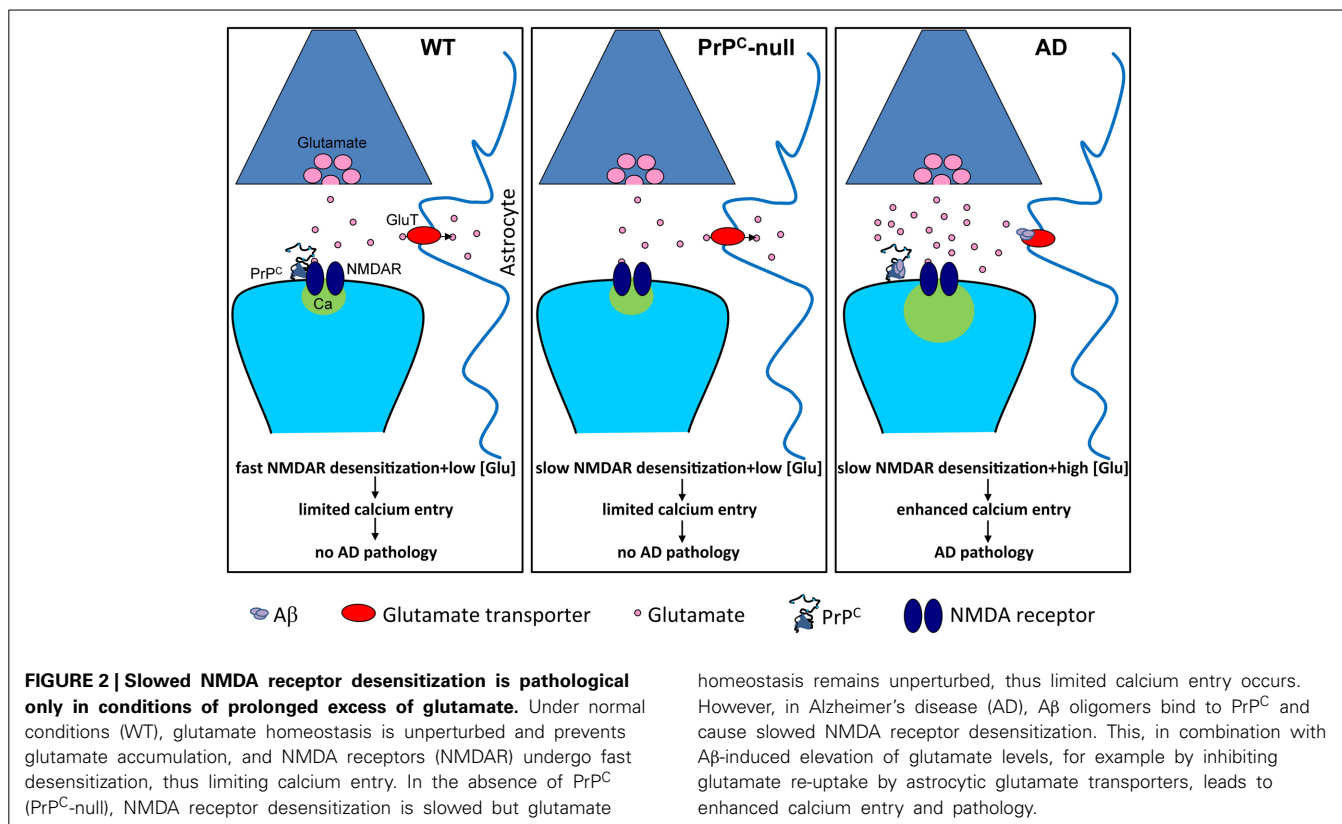 WT
Glutamate
GluT
Astrocyte
PrPC
NMDAR
Ca
fast NMDAR desensitization+low [Glu]
limited calcium entry
no AD pathology
PrPC-null
slow NMDAR desensitization+low [Glu]
limited calcium entry
no AD pathology
AD
slow NMDAR desensitization+high [Glu]
enhanced calcium entry
AD pathology
Aβ Glutamate transporter Glutamate PrPC NMDA receptor
FIGURE 2 | Slowed NMDA receptor desensitization is pathological
only in conditions of prolonged excess of glutamate. Under normal
conditions (WT), glutamate homeostasis is unperturbed and prevents
glutamate accumulation, and NMDA receptors (NMDAR) undergo fast
desensitization, thus limiting calcium entry. In the absence of PrPC
(PrPC-null), NMDA receptor desensitization is slowed but glutamate
homeostasis remains unperturbed, thus limited calcium entry occurs.
However, in Alzheimer's disease (AD), Aβ oligomers bind to PrPC and
cause slowed NMDA receptor desensitization. This, in combination with
Aβ-induced elevation of glutamate levels, for example by inhibiting
glutamate re-uptake by astrocytic glutamate transporters, leads to
enhanced calcium entry and pathology.